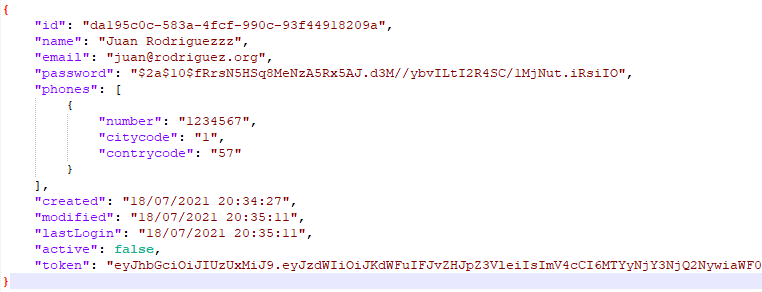 {
"id": "da195c0c-583a-4fcf-990c-93f44918209a",
"name": "Juan Rodriguezzz",
"email": "juan@rodriguez.org",
"password": "$2a$10$fRrsN5HSq8MeNzA5Rx5AJ.d3M//ybvILtI2R4SC/1MjNut.iRsiIO",
"phones": [
{
"number": "1234567",
"citycode": "1",
"contrycode": "57"
}
],
"created": "18/07/2021 20:34:27",
"modified": "18/07/2021 20:35:11",
"lastLogin": "18/07/2021 20:35:11",
"active": false,
"token": "eyJhbGciOiJIUzUxMiJ9.eyJzdWIiOiJKdWFuIFJvZHJpZ3VleiIsImV4cCI6MTYyNjY3NjQ2NywiaWF0
}